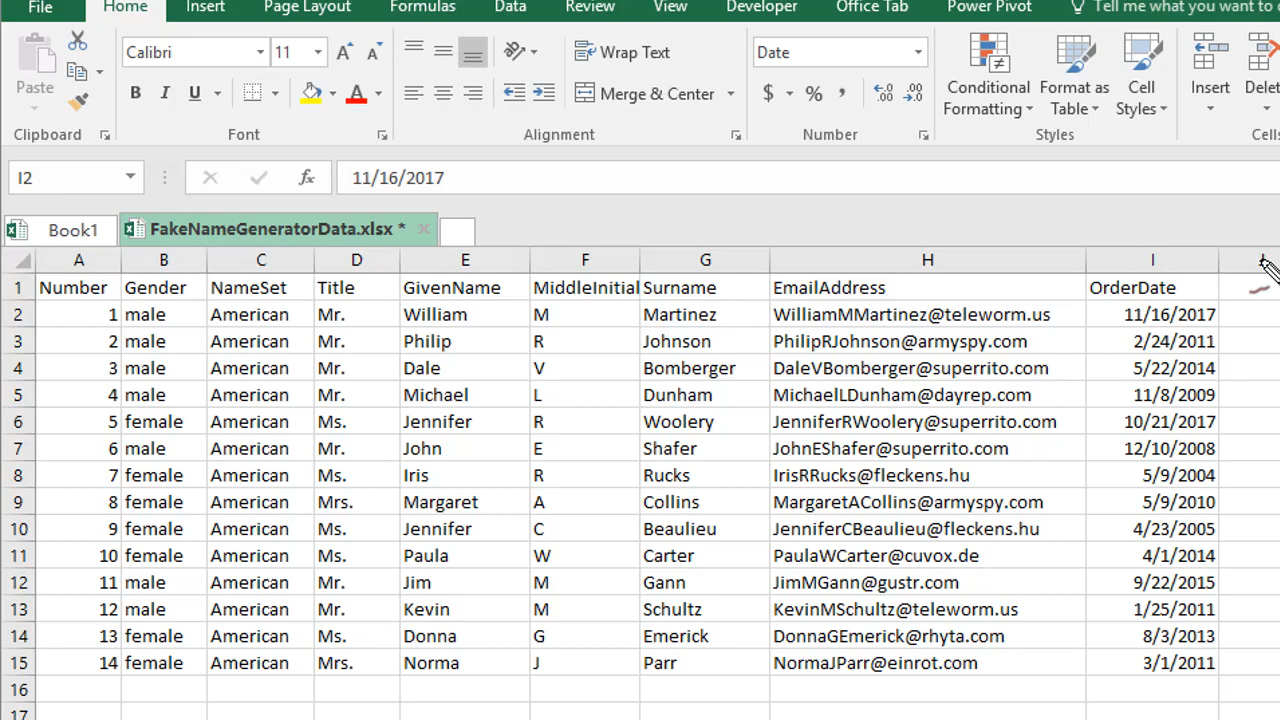 File Home Insert Page Layout Formulas Data Review View Developer Office Tab Power Pivot Tell me what you want to
Calibri 11 Wrap Text Date
Paste B I U Merge & Center $ % , Conditional Formatting Format as Table Cell Styles Insert
Clipboard Font Alignment Number Styles Cells
I2 fx 11/16/2017
Book1 FakeNameGeneratorData.xlsx *
A B C D E F G H I
1 Number Gender NameSet Title GivenName MiddleInitial Surname EmailAddress OrderDate
2 1 male American Mr. William M Martinez WilliamMMartinez@teleworm.us 11/16/2017
3 2 male American Mr. Philip R Johnson PhilipRJohnson@armyspy.com 2/24/2011
4 3 male American Mr. Dale V Bomberger DaleVBomberger@superrito.com 5/22/2014
5 4 male American Mr. Michael L Dunham MichaelLDunham@dayrep.com 11/8/2009
6 5 female American Ms. Jennifer R Woolery JenniferRWoolery@superrito.com 10/21/2017
7 6 male American Mr. John E Shafer JohnEShafer@superrito.com 12/10/2008
8 7 female American Ms. Iris R Rucks IrisRRucks@fleckens.hu 5/9/2004
9 8 female American Mrs. Margaret A Collins MargaretACollins@armyspy.com 5/9/2010
10 9 female American Ms. Jennifer C Beaulieu JenniferCBeaulieu@fleckens.hu 4/23/2005
11 10 female American Ms. Paula W Carter PaulaWCarter@cuvox.de 4/1/2014
12 11 male American Mr. Jim M Gann JimMGann@gustr.com 9/22/2015
13 12 male American Mr. Kevin M Schultz KevinMSchultz@teleworm.us 1/25/2011
14 13 female American Ms. Donna G Emerick DonnaGEmerick@rhyta.com 8/3/2013
15 14 female American Mrs. Norma J Parr NormaJParr@einrot.com 3/1/2011
16
17